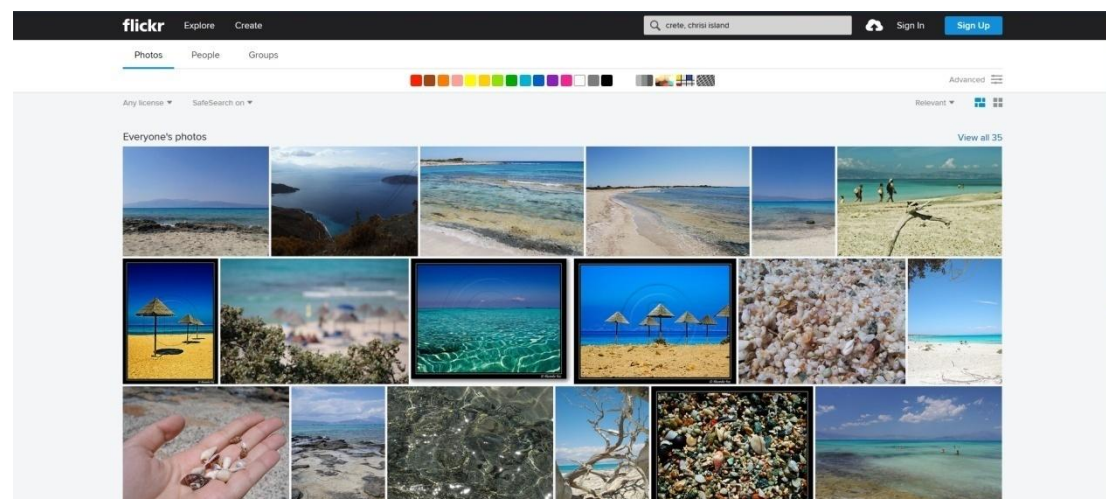 flickr Explore Create crete, chrisi island Sign In Sign Up
Photos People Groups
Advanced
Any license SafeSearch on Relevant
Everyone's photos View all 35